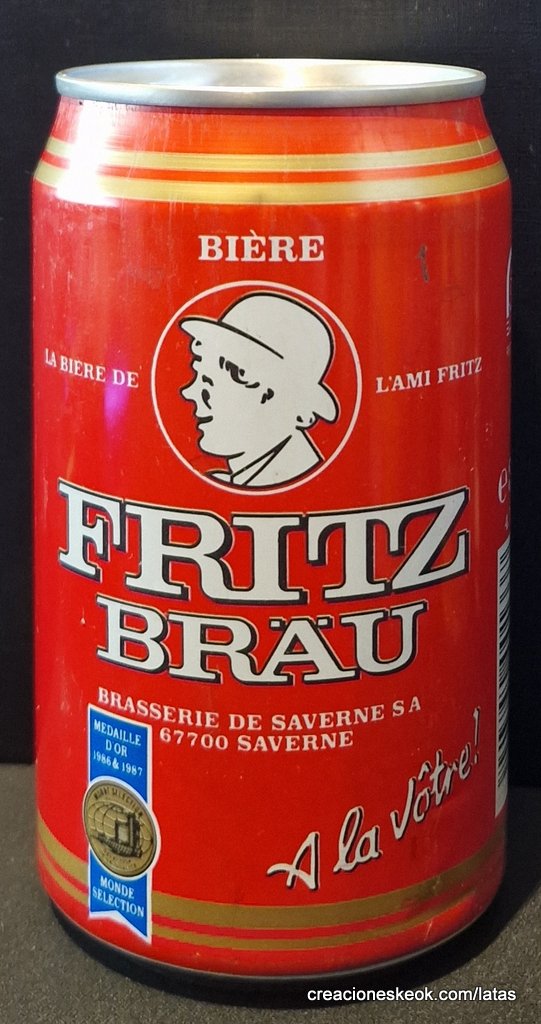 BIÈRE
LA BIÈRE DE
L'AMI FRITZ
FRITZ
BRÄU
BRASSERIE DE SAVERNE S A
67700 SAVERNE
MEDAILLE
D'OR
1986 & 1987
MONDE
SELECTION
A la vôtre!
creacioneskeok.com/latas